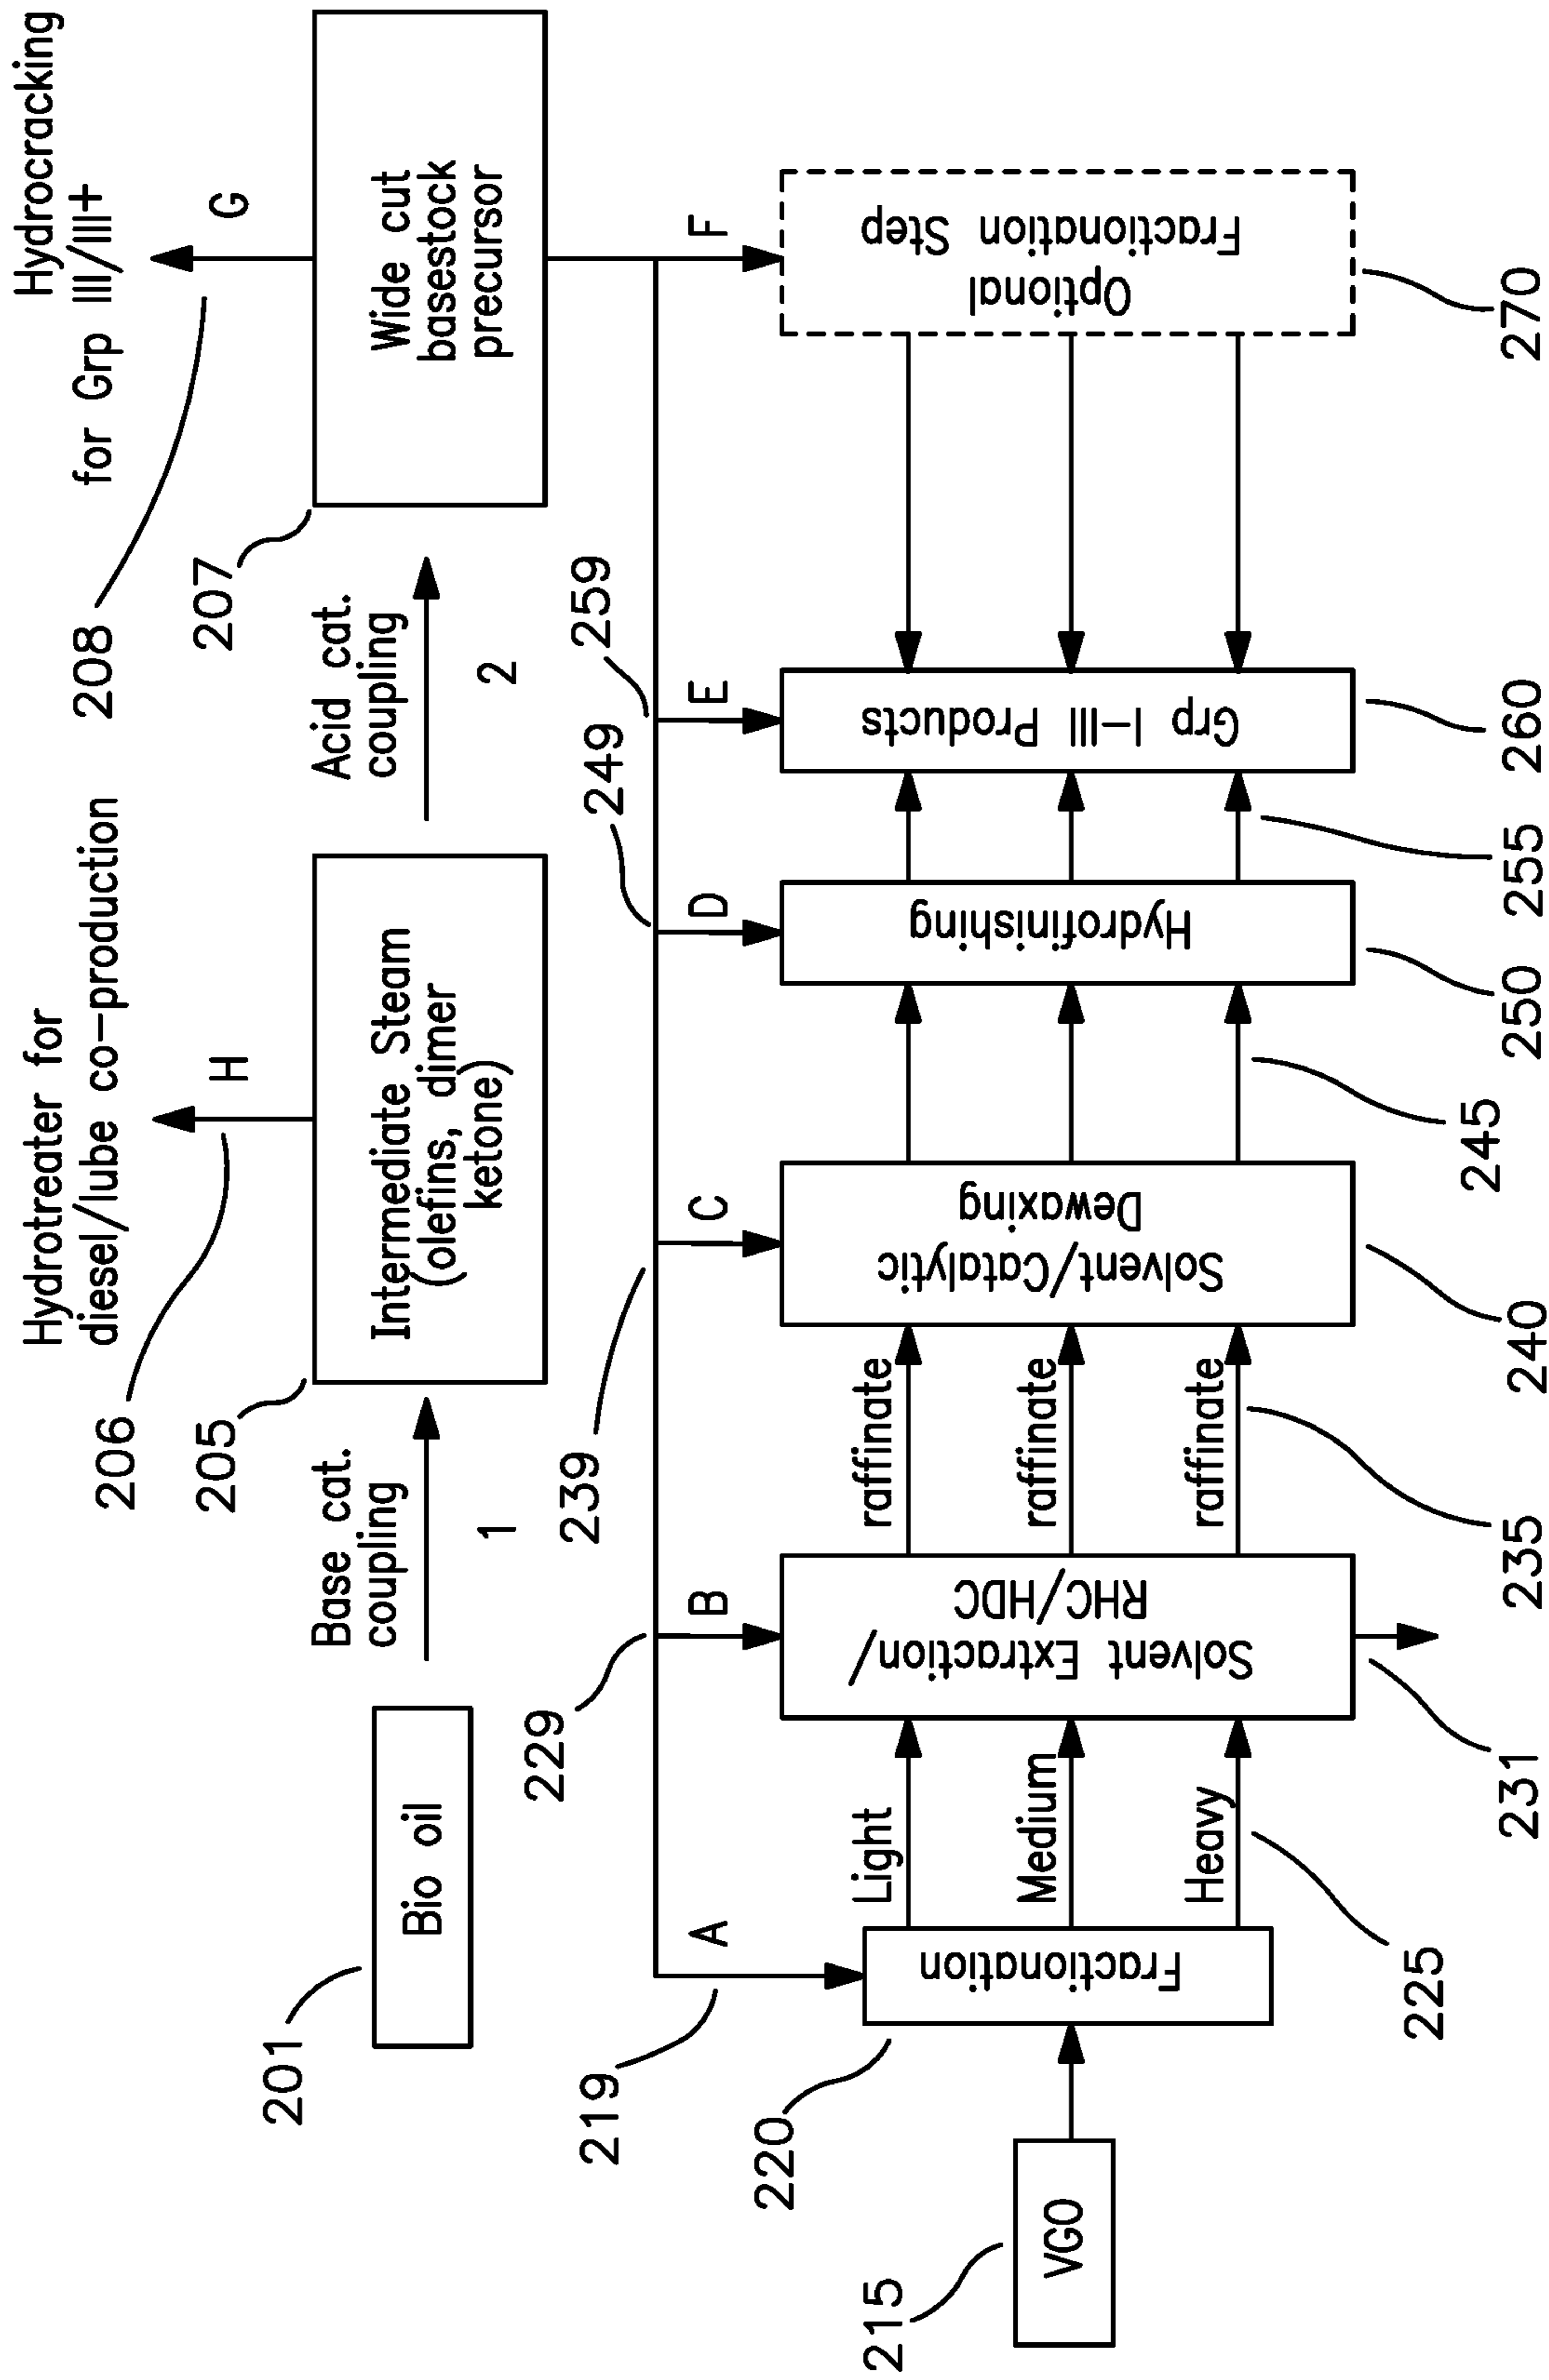 Hydrotreater for
diesel/lube co-production
Hydrocracking
for Grp III/III+
206
H
208
G
201
Bio oil
Base cat.
coupling
1
205
Intermediate Steam
(olefins, dimer
ketone)
Acid cat.
coupling
2
207
Wide cut
basestock
precursor
219
229
239
249
259
A
B
C
D
E
F
215
VGO
220
Fractionation
Light
Medium
Heavy
225
Solvent Extraction/
RHC/HDC
231
raffinate
raffinate
raffinate
235
Solvent/Catalytic
Dewaxing
240
245
Hydrofinishing
250
255
Grp I-III Products
260
Optional
Fractionation Step
270